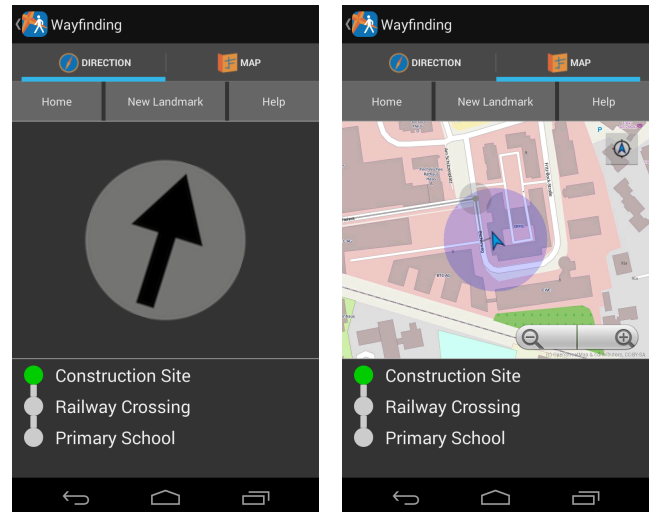 Wayfinding
DIRECTION
MAP
Home
New Landmark
Help
Construction Site
Railway Crossing
Primary School
Wayfinding
DIRECTION
MAP
Home
New Landmark
Help
P
Construction Site
Railway Crossing
Primary School